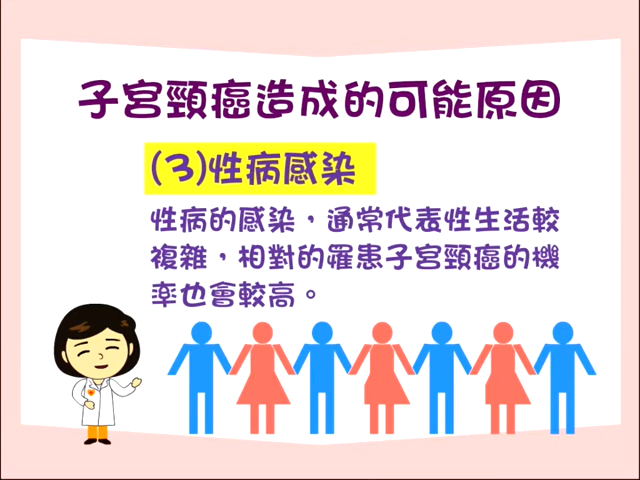 子宮頸癌造成的可能原因
(3)性病感染
性病的感染，通常代表性生活較
複雜，相對的罹患子宮頸癌的機
率也會較高。